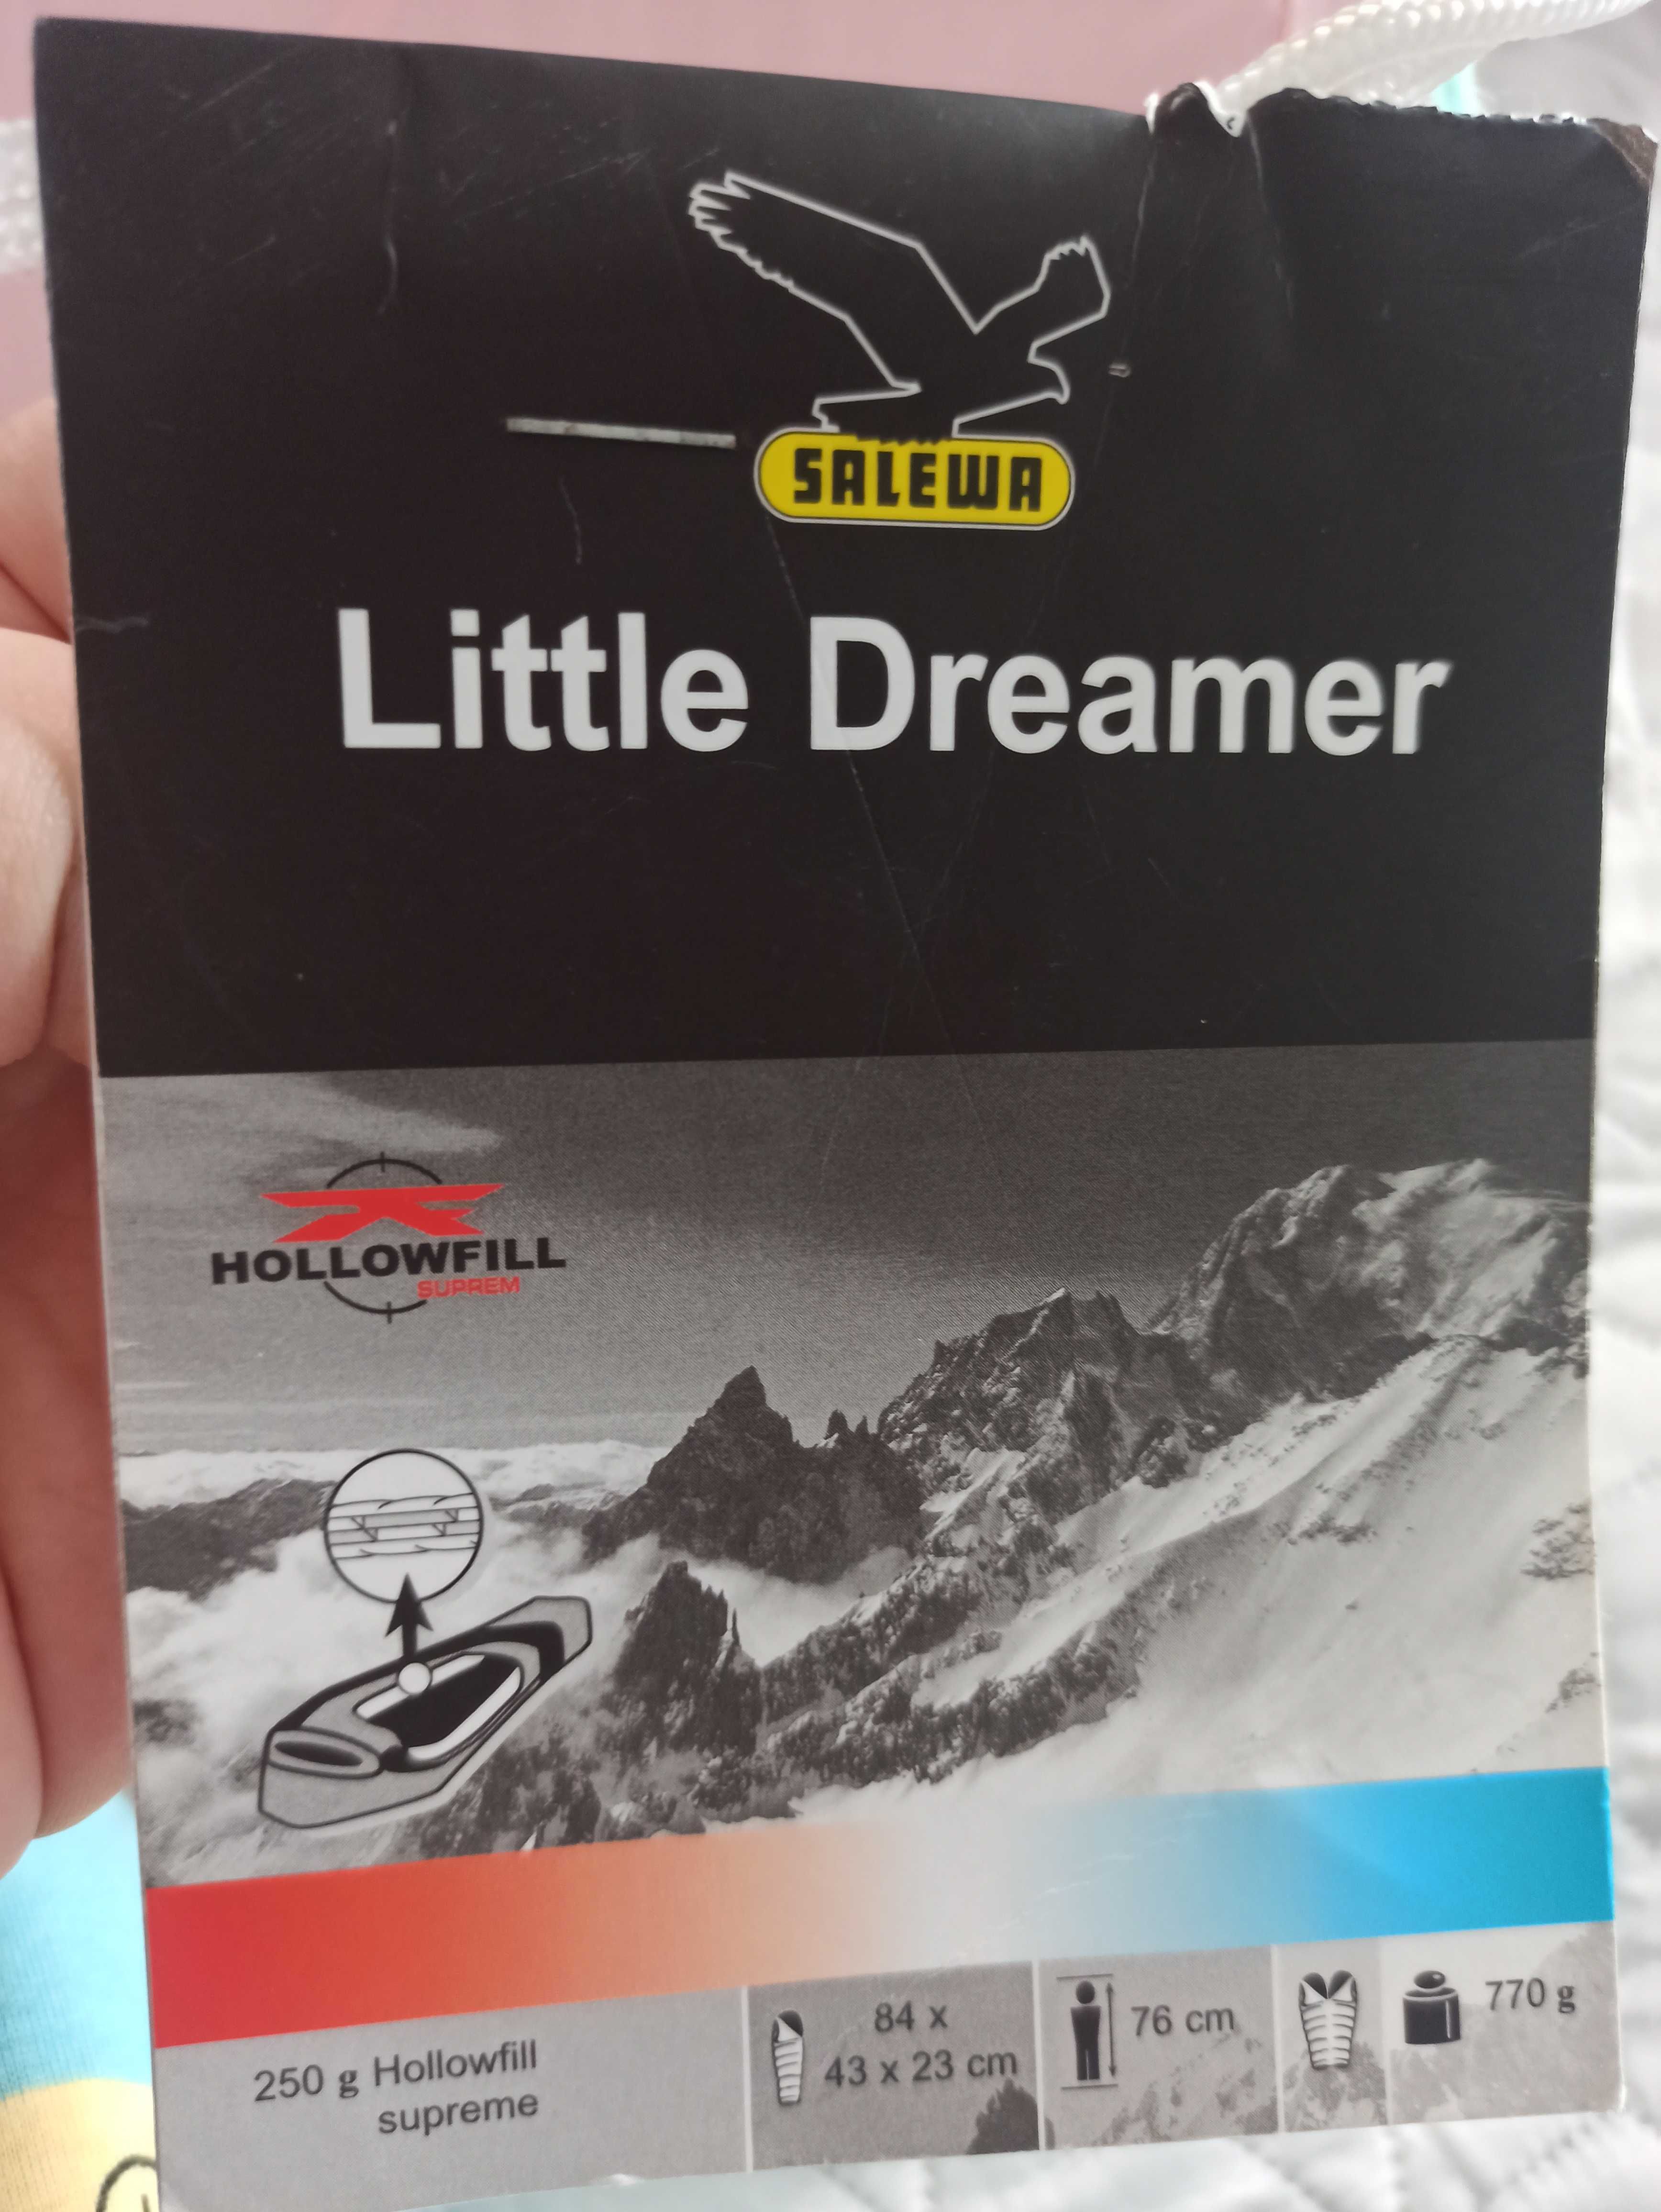 SALEWA
Little Dreamer
HOLLOWFILL
SUPREM
250 g Hollowfill
supreme
84 x
43 x 23 cm
76 cm
770 g